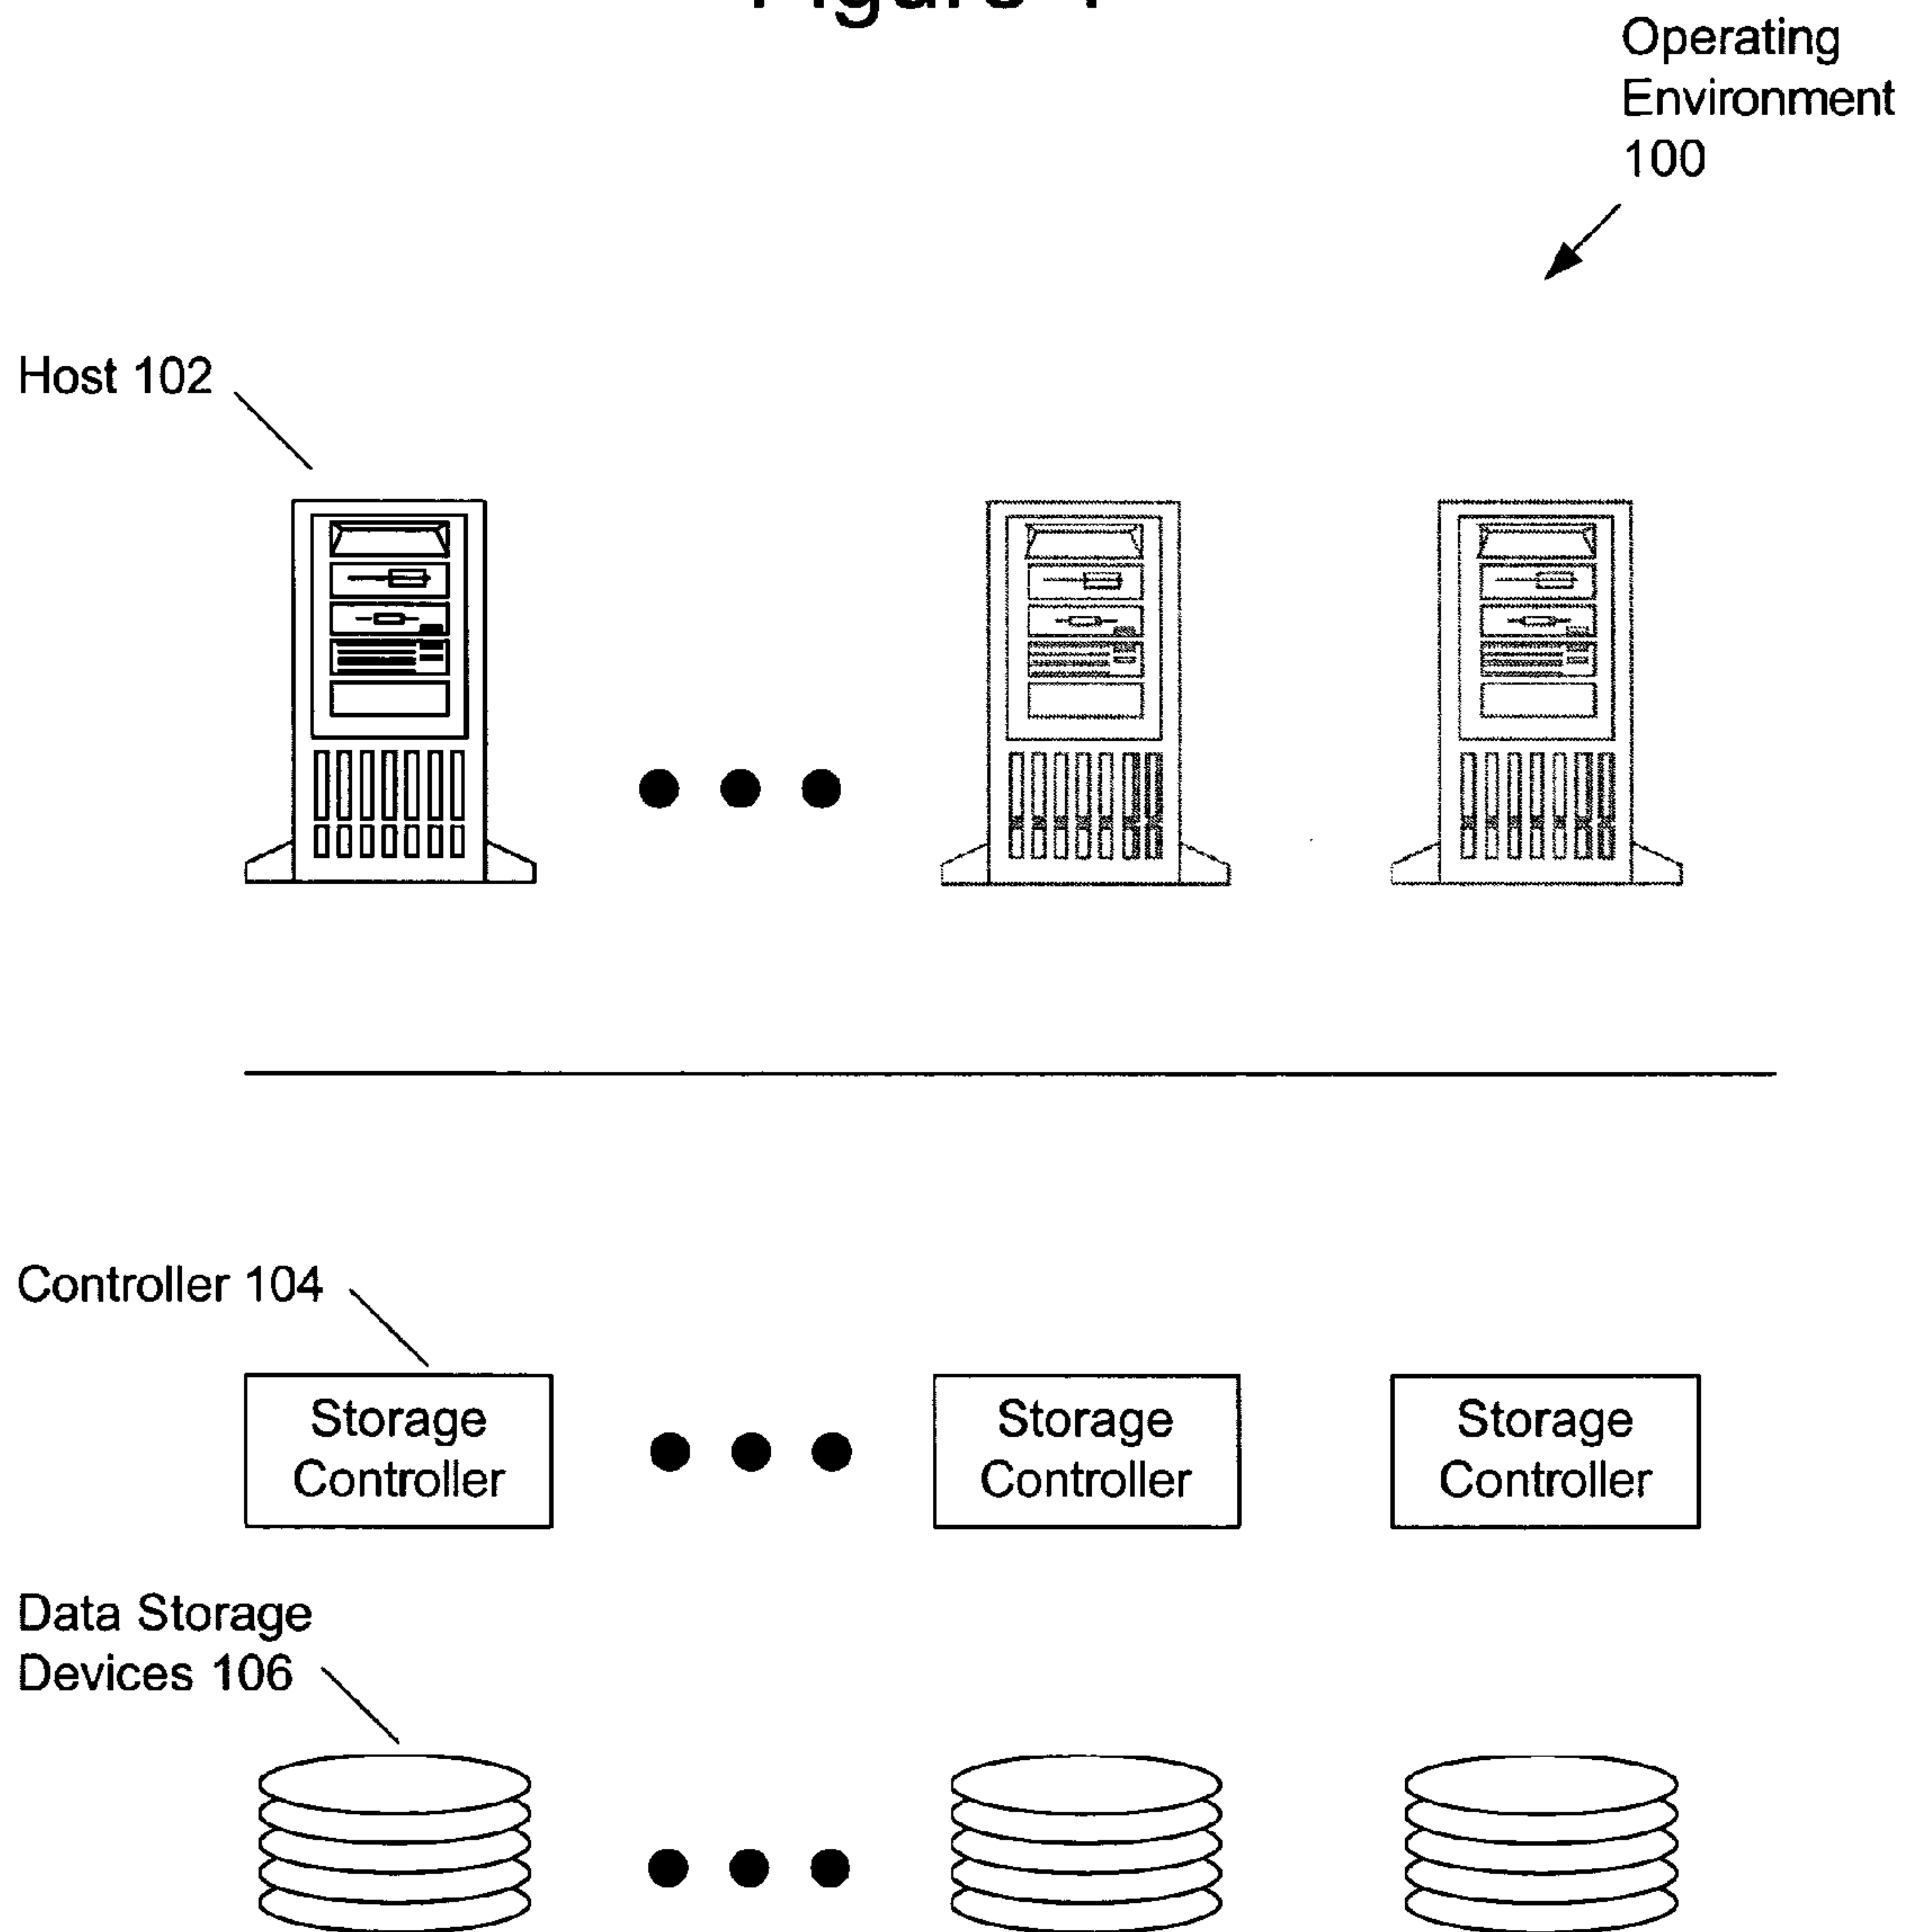 Operating
Environment
100
Host 102
Controller 104
Storage
Controller
Storage
Controller
Storage
Controller
Data Storage
Devices 106